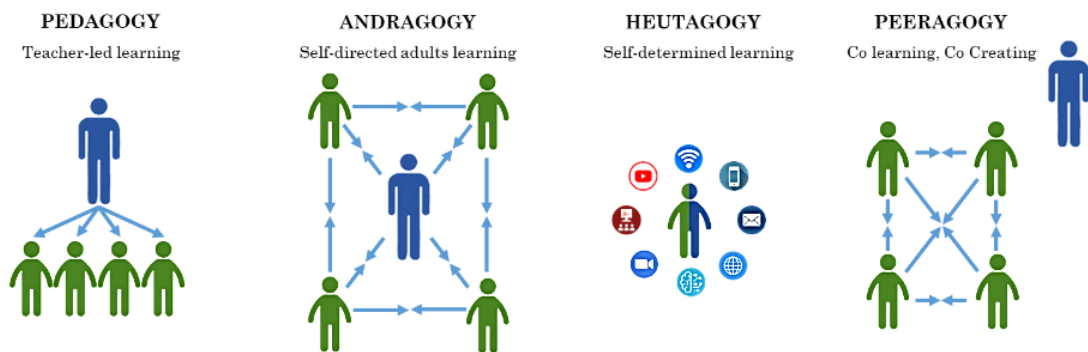 PEDAGOGY
Teacher-led learning
ANDRAGOGY
Self-directed adults learning
HEUTAGOGY
Self-determined learning
PEERAGOGY
Co learning, Co Creating